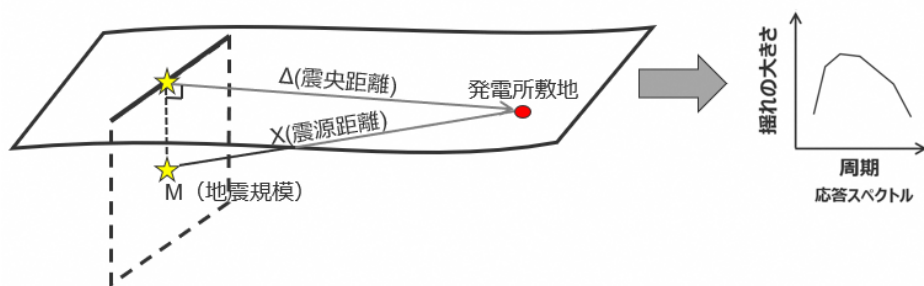 Δ(震央距離)
発電所敷地
X(震源距離)
M（地震規模）
揺れの大きさ
周期
応答スペクトル